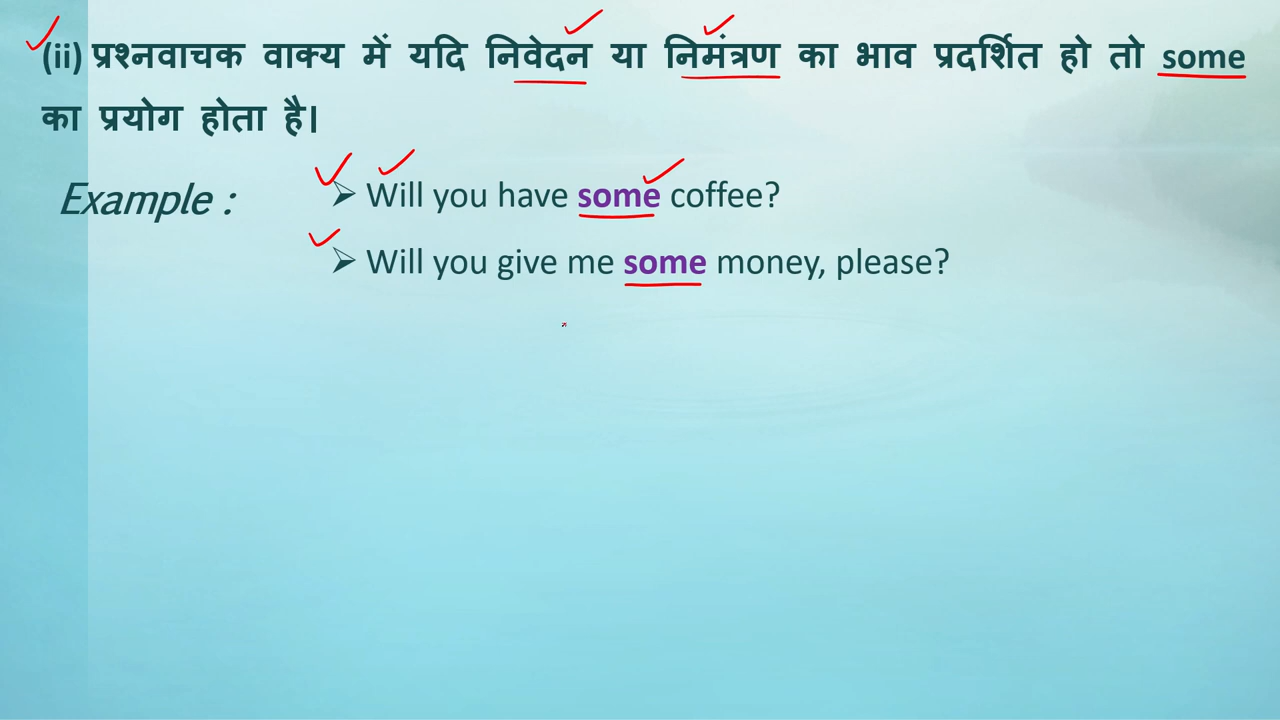 (ii) प्रश्नवाचक वाक्य में यदि निवेदन या निमंत्रण का भाव प्रदर्शित हो तो some
का प्रयोग होता है।
Example :
➢ Will you have some coffee?
➢ Will you give me some money, please?